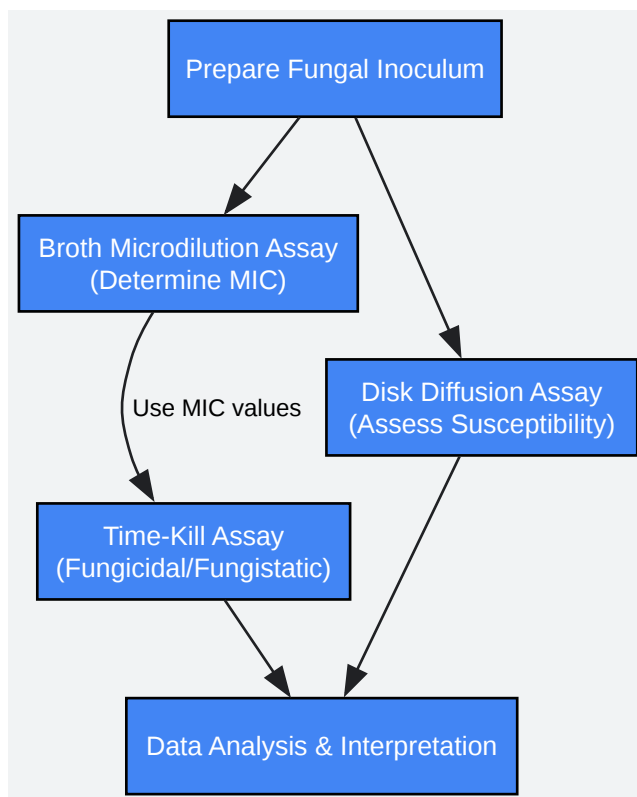 Prepare Fungal Inoculum
Broth Microdilution Assay
(Determine MIC)
Use MIC values
Disk Diffusion Assay
(Assess Susceptibility)
Time-Kill Assay
(Fungicidal/Fungistatic)
Data Analysis & Interpretation